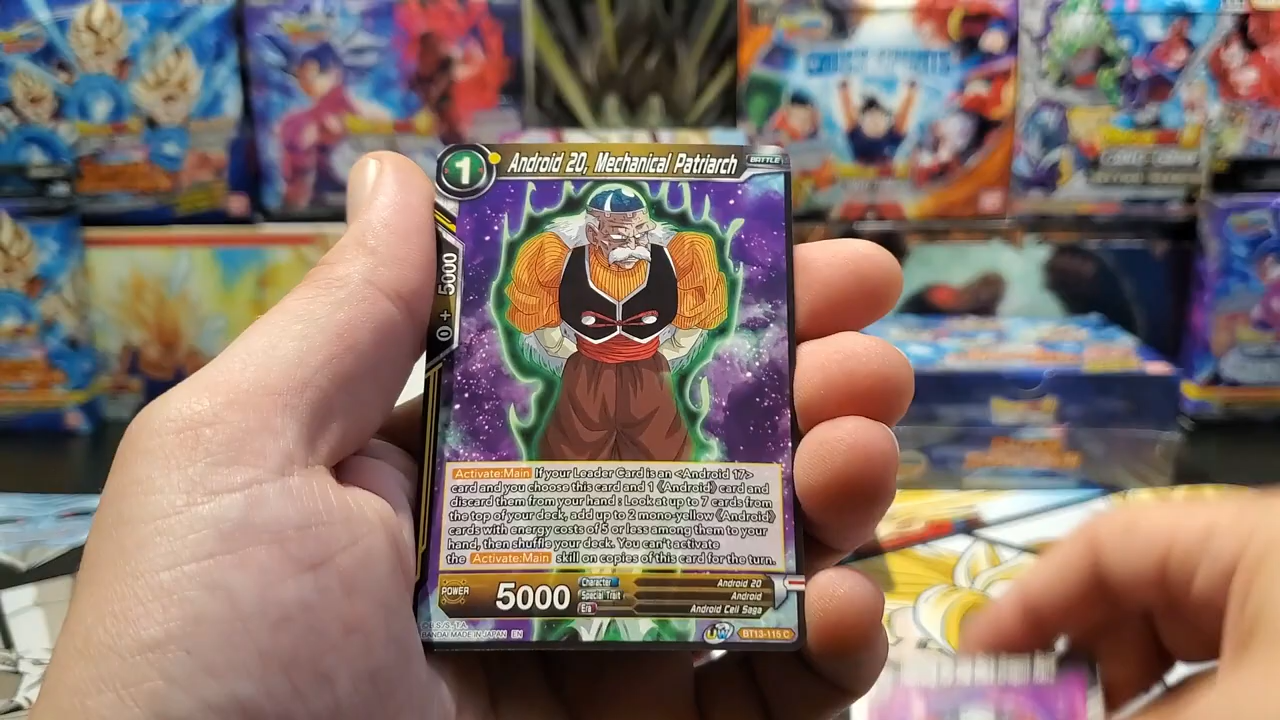 1
Android 20, Mechanical Patriarch
BATTLE
0 + 5000
Activate:Main If your Leader Card is an <Android 17>
card and you choose this card and 1 《Android》 card and
discard them from your hand : Look at up to 7 cards from
the top of your deck, add up to 2 mono-yellow 《Android》
cards with energy costs of 5 or less among them to your
hand, then shuffle your deck. You can't activate
the Activate:Main skill on copies of this card for the turn.
POWER
5000
Character Android 20
Special Trait Android
Era Android Cell Saga
©B.S./S., T.A.
BANDAI MADE IN JAPAN EN
UW
BT13-115 C